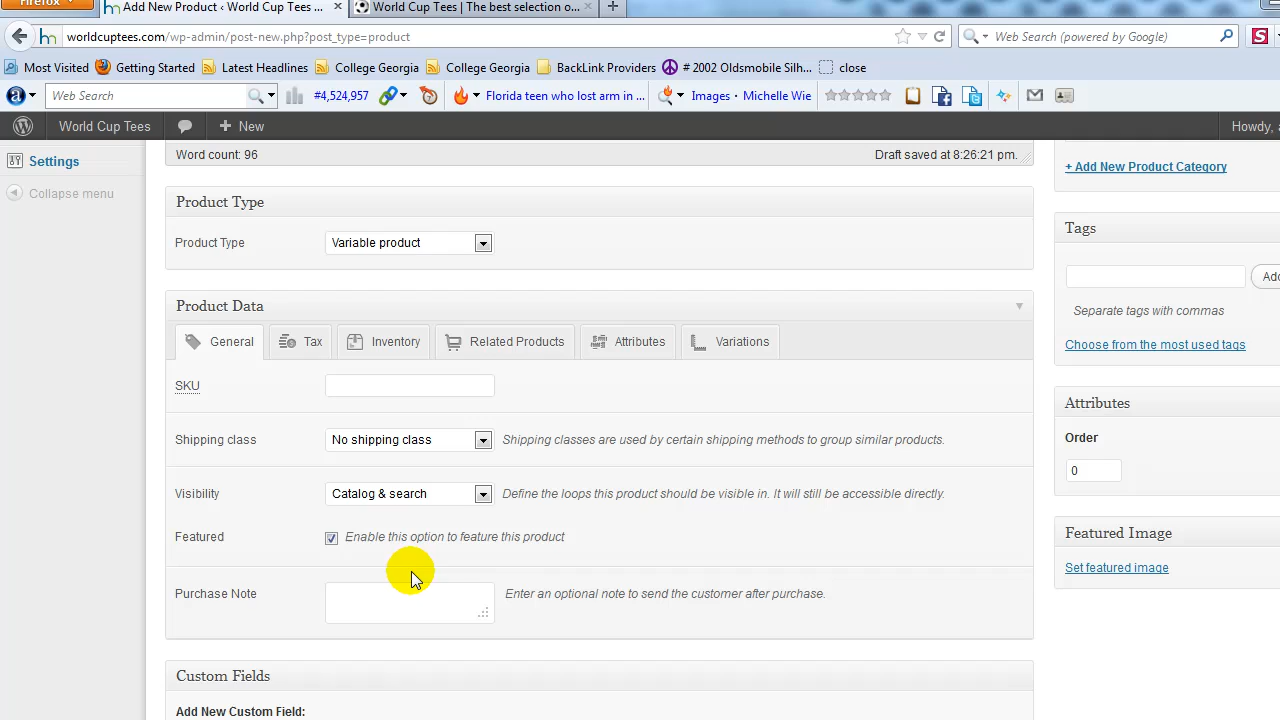 Firefox
Add New Product ‹ World Cup Tees ...
World Cup Tees | The best selection o...
worldcuptees.com/wp-admin/post-new.php?post_type=product
Web Search (powered by Google)
Most Visited
Getting Started
Latest Headlines
College Georgia
College Georgia
BackLink Providers
# 2002 Oldsmobile Silh...
close
Web Search
#4,524,957
Florida teen who lost arm in ...
Images · Michelle Wie
World Cup Tees
New
Howdy, a
Settings
Collapse menu
Word count: 96
Draft saved at 8:26:21 pm.
+ Add New Product Category
Product Type
Product Type
Variable product
Tags
Add
Separate tags with commas
Choose from the most used tags
Product Data
General
Tax
Inventory
Related Products
Attributes
Variations
SKU
Shipping class
No shipping class
Shipping classes are used by certain shipping methods to group similar products.
Visibility
Catalog & search
Define the loops this product should be visible in. It will still be accessible directly.
Featured
Enable this option to feature this product
Purchase Note
Enter an optional note to send the customer after purchase.
Attributes
Order
0
Featured Image
Set featured image
Custom Fields
Add New Custom Field: